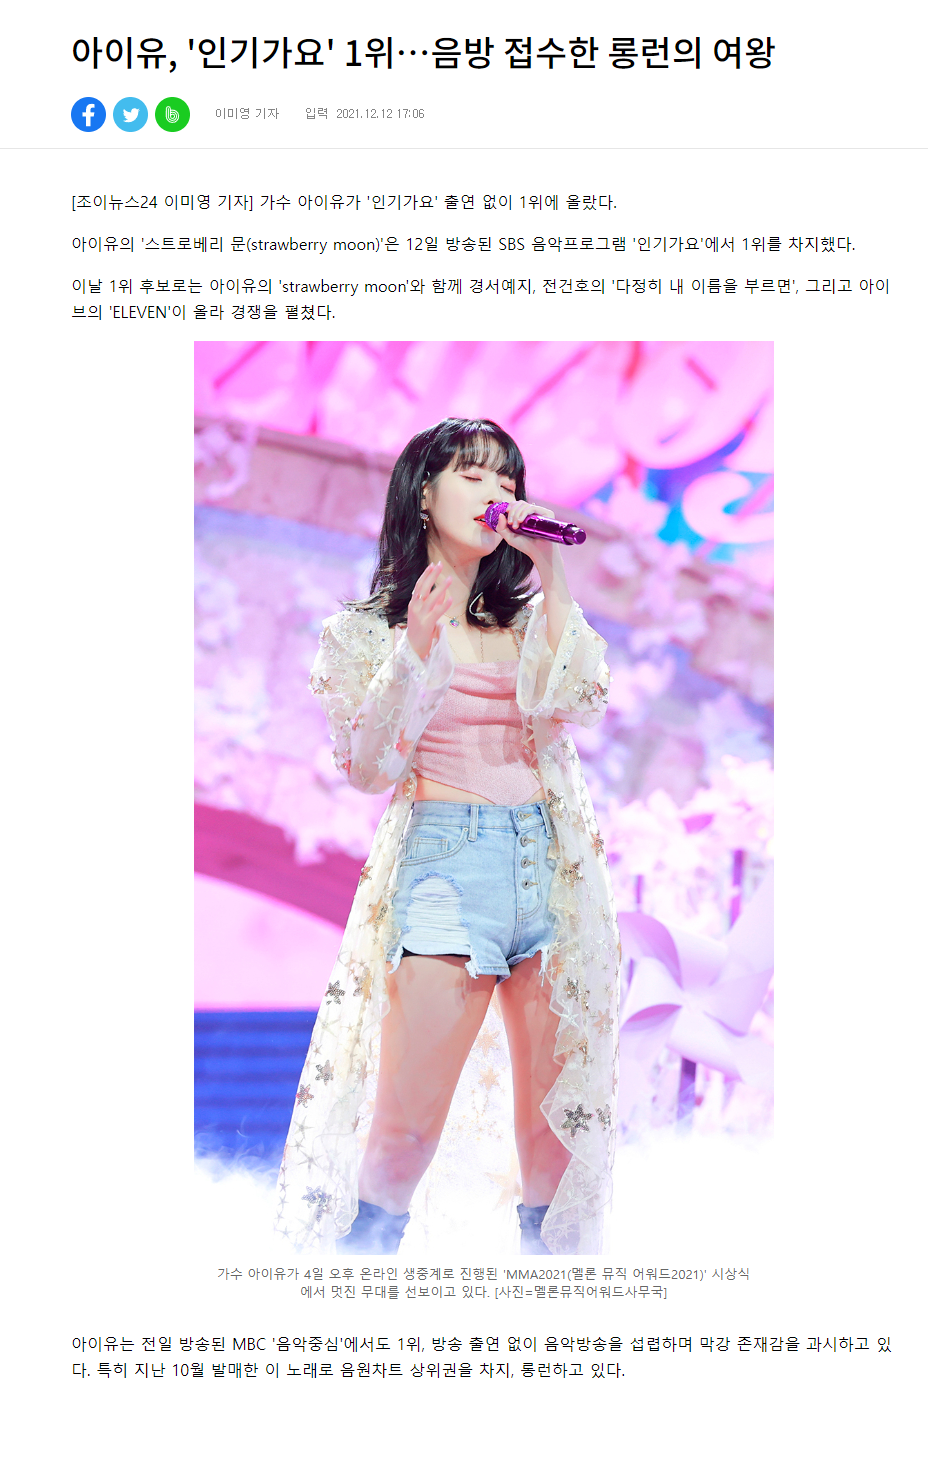 아이유, '인기가요' 1위…음방 접수한 롱런의 여왕
이미영 기자 입력 2021.12.12 17:06
[조이뉴스24 이미영 기자] 가수 아이유가 '인기가요' 출연 없이 1위에 올랐다.
아이유의 '스트로베리 문(strawberry moon)'은 12일 방송된 SBS 음악프로그램 '인기가요'에서 1위를 차지했다.
이날 1위 후보로는 아이유의 'strawberry moon'와 함께 경서예지, 전건호의 '다정히 내 이름을 부르면', 그리고 아이
브의 'ELEVEN'이 올라 경쟁을 펼쳤다.
가수 아이유가 4일 오후 온라인 생중계로 진행된 'MMA2021(멜론 뮤직 어워드2021)' 시상식
에서 멋진 무대를 선보이고 있다. [사진=멜론뮤직어워드사무국]
아이유는 전일 방송된 MBC '음악중심'에서도 1위, 방송 출연 없이 음악방송을 섭렵하며 막강 존재감을 과시하고 있
다. 특히 지난 10월 발매한 이 노래로 음원차트 상위권을 차지, 롱런하고 있다.